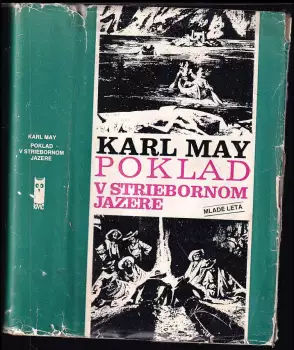 KARL MAY
POKLAD
V STRIEBORNOM
JAZERE
KARL MAY
POKLAD
V STRIEBORNOM
JAZERE
MLADÉ LETÁ